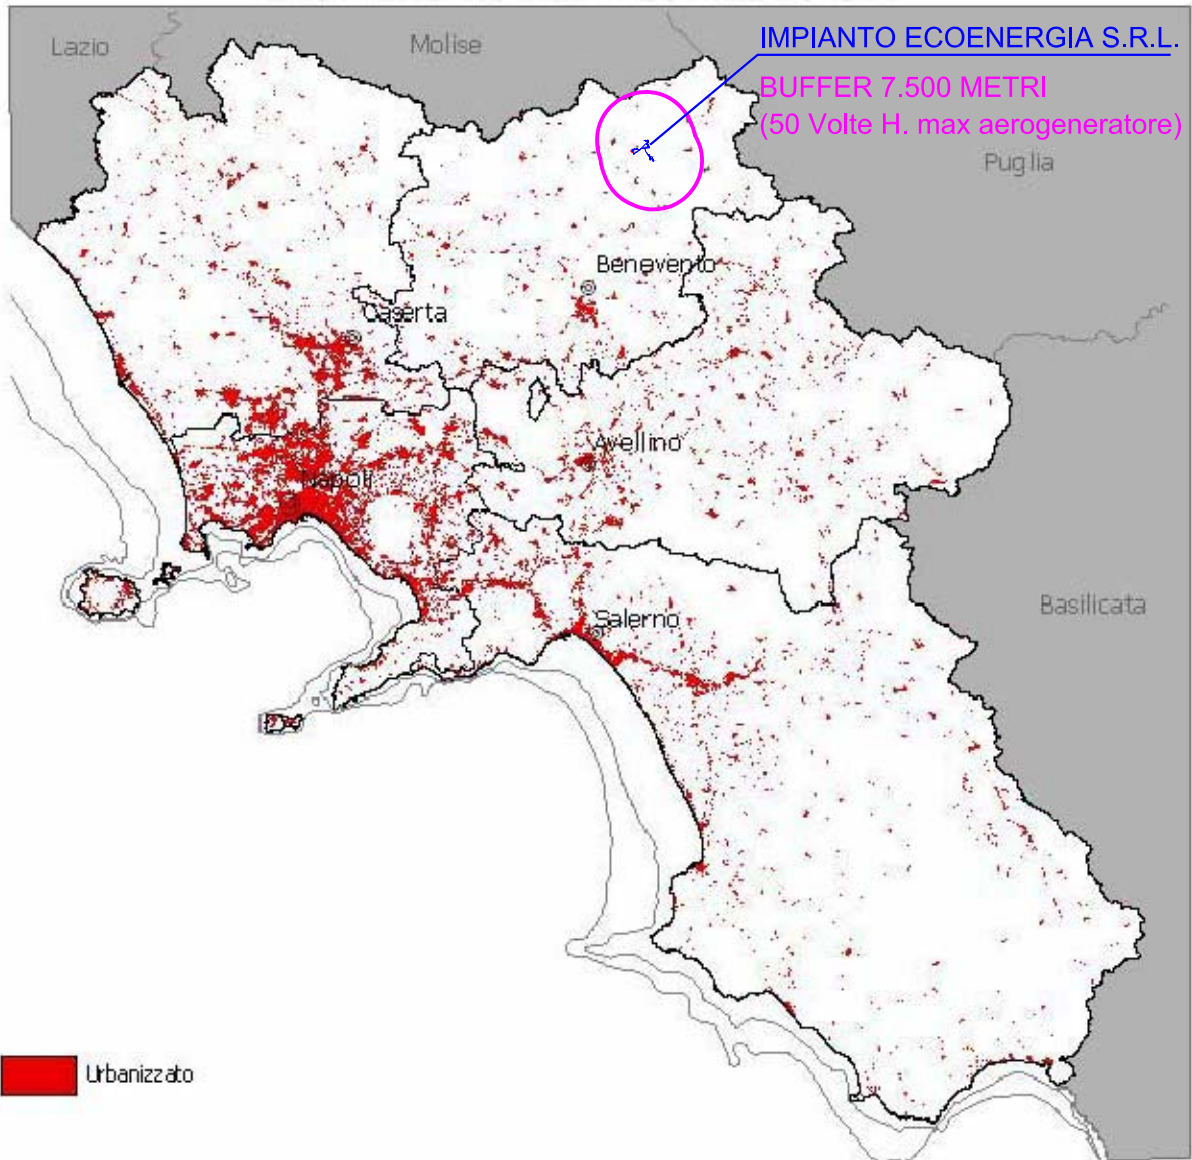 Lazio
Molise
IMPIANTO ECOENERGIA S.R.L.
BUFFER 7.500 METRI
(50 Volte H. max aerogeneratore)
Puglia
Benevento
Caserta
Avellino
Napoli
Basilicata
Salerno
Urbanizzato